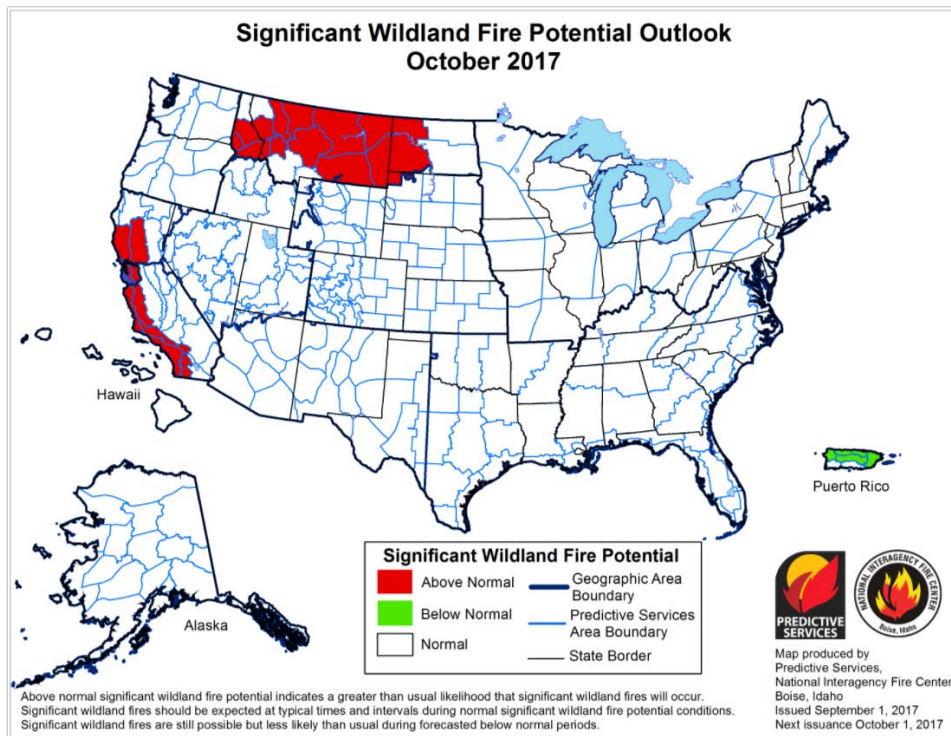 Significant Wildland Fire Potential Outlook
October 2017
Hawaii
Puerto Rico
Alaska
Significant Wildland Fire Potential
Above Normal
Below Normal
Normal
Geographic Area
Boundary
Predictive Services
Area Boundary
State Border
PREDICTIVE
SERVICES
NATIONAL INTERAGENCY FIRE CENTER
Boise, Idaho
Map produced by
Predictive Services,
National Interagency Fire Center
Boise, Idaho
Issued September 1, 2017
Next issuance October 1, 2017
Above normal significant wildland fire potential indicates a greater than usual likelihood that significant wildland fires will occur.
Significant wildland fires should be expected at typical times and intervals during normal significant wildland fire potential conditions.
Significant wildland fires are still possible but less likely than usual during forecasted below normal periods.